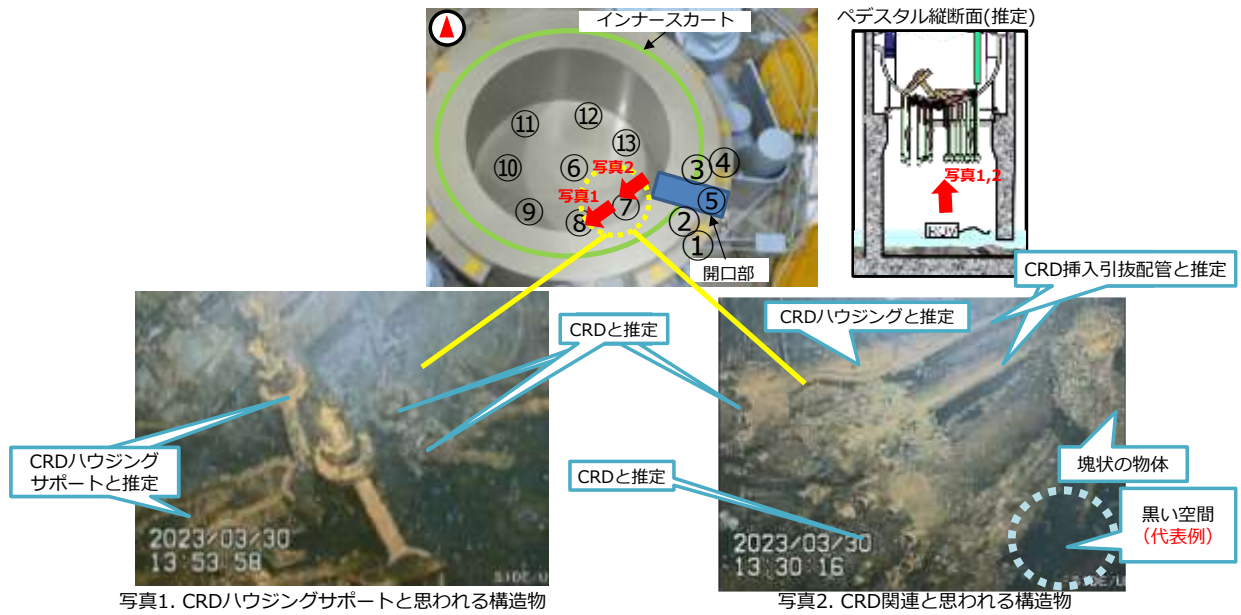 インナースカート
ペデスタル縦断面(推定)
⑪
⑫
⑬
⑩
⑥
写真2
③
④
写真1
⑦
⑤
⑨
⑧
②
①
開口部
写真1,2
ROV
CRD挿入引抜配管と推定
CRDハウジングと推定
CRDと推定
CRDハウジング
サポートと推定
CRDと推定
塊状の物体
黒い空間
(代表例)
2023/03/30
13:53:58
SIDE/U
2023/03/30
13:30:16
SIDE/U
写真1. CRDハウジングサポートと思われる構造物
写真2. CRD関連と思われる構造物